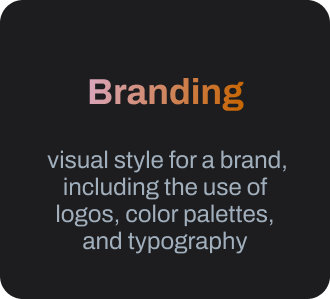 Branding
visual style for a brand,
including the use of
logos, color palettes,
and typography